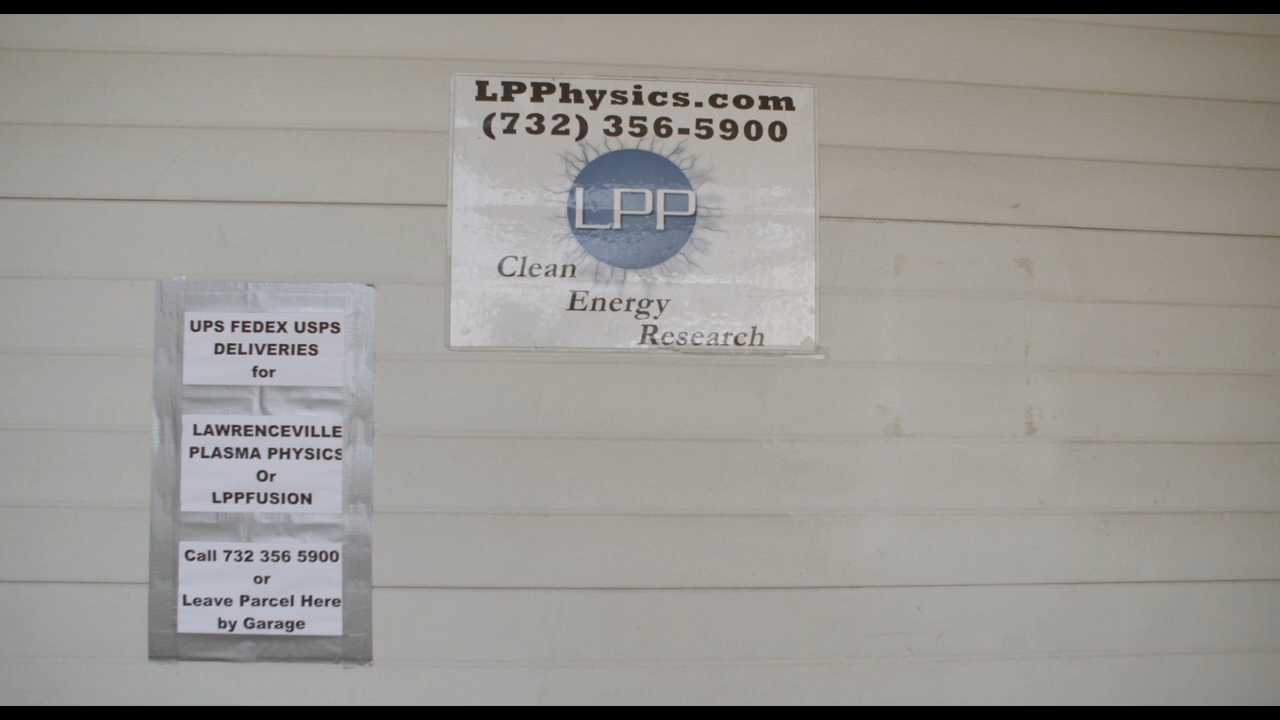 LPPhysics.com
(732) 356-5900
LPP
Clean
Energy
Research
UPS FEDEX USPS
DELIVERIES
for
LAWRENCEVILLE
PLASMA PHYSICS
Or
LPPFUSION
Call 732 356 5900
or
Leave Parcel Here
by Garage